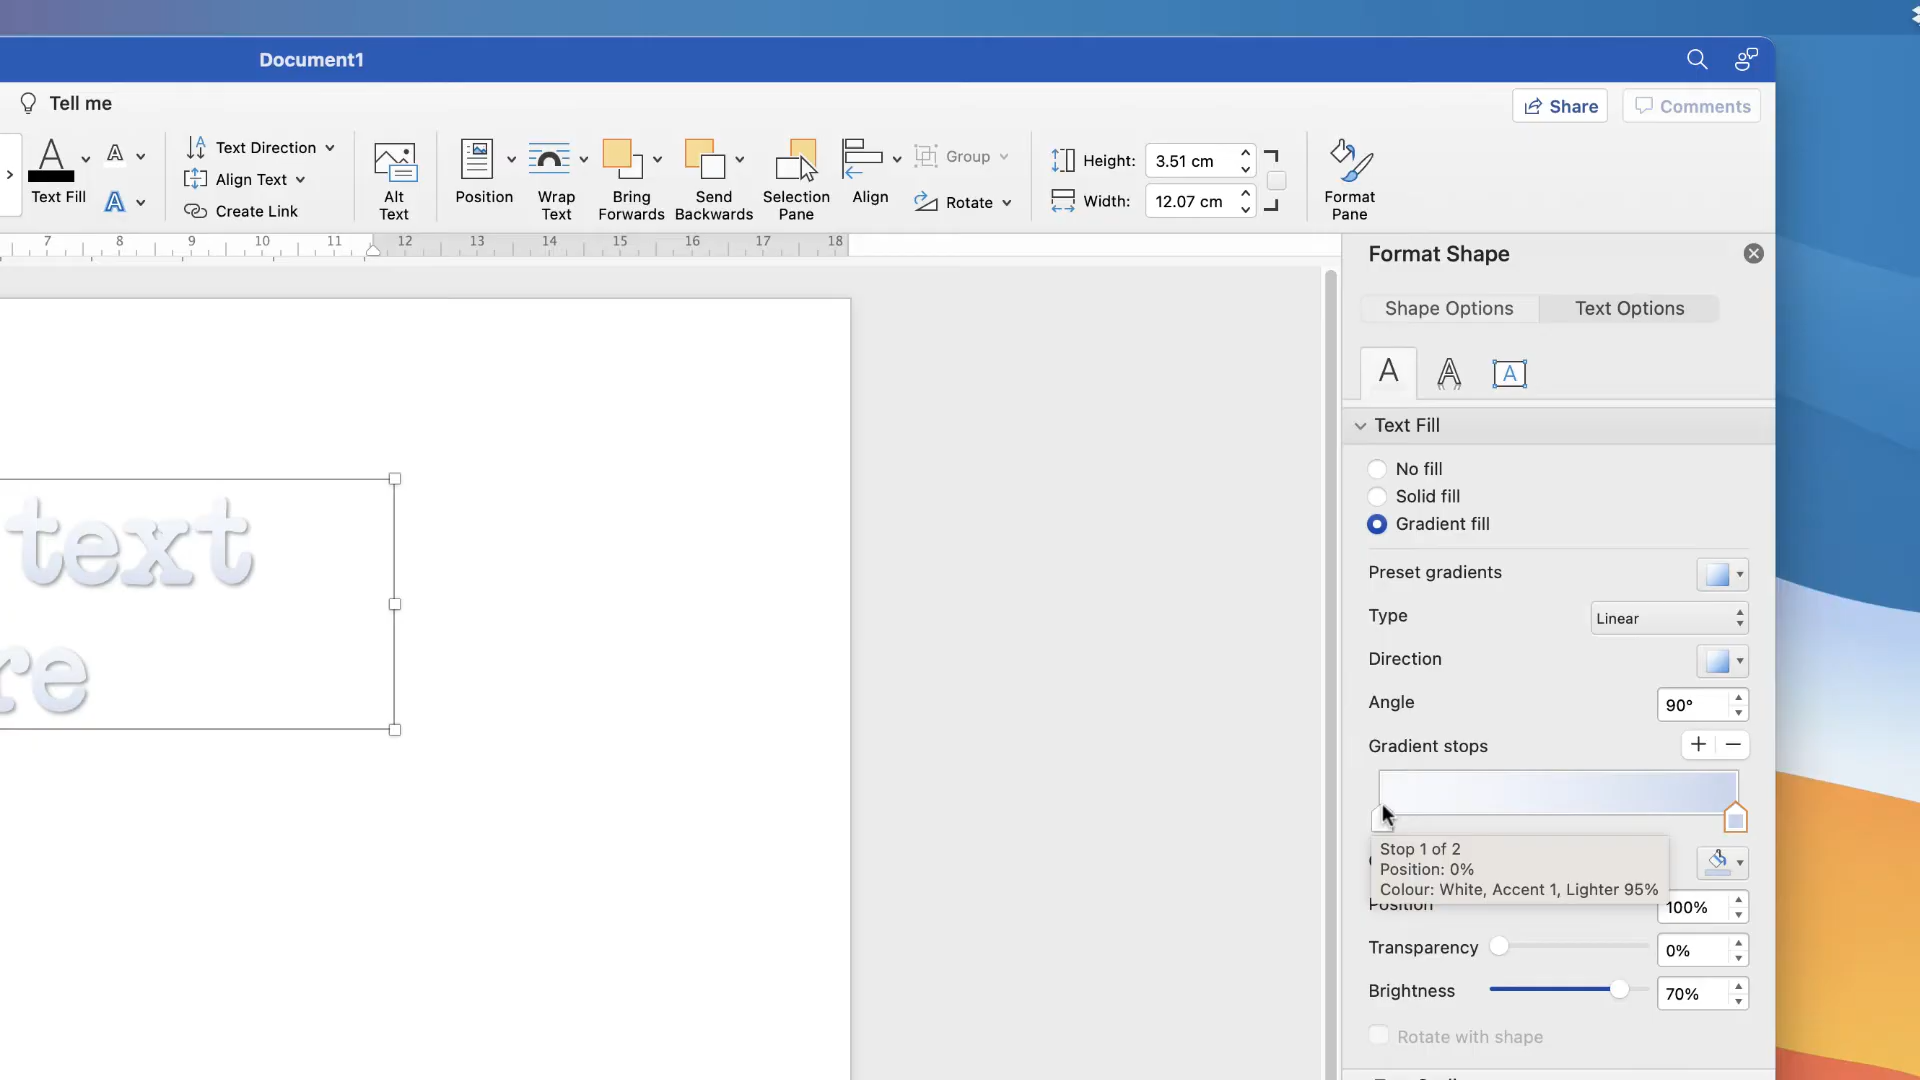 Document1
Tell me
Share
Comments
Text Fill
Text Direction
Align Text
Create Link
Alt
Text
Position
Wrap
Text
Bring
Forwards
Send
Backwards
Selection
Pane
Align
Group
Rotate
Height: 3.51 cm
Width: 12.07 cm
Format
Pane
7 8 9 10 11 12 13 14 15 16 17 18
Format Shape
Shape Options Text Options
Text Fill
No fill
Solid fill
Gradient fill
Preset gradients
Type Linear
Direction
Angle 90°
Gradient stops
Stop 1 of 2
Position: 0%
Colour: White, Accent 1, Lighter 95%
Position 100%
Transparency 0%
Brightness 70%
Rotate with shape
text
re